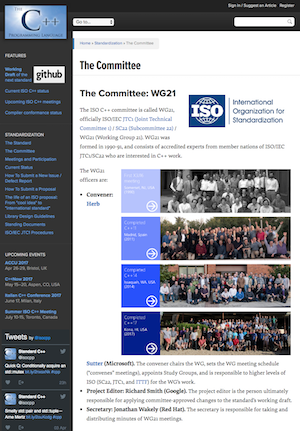 THE
C++
PROGRAMMING LANGUAGE
Go to...
Sign In / Suggest an Article Register
Home » Standardization » The Committee
FEATURES
Working
Draft of the
next standard
github
Current ISO C++ status
Upcoming ISO C++ meetings
Compiler conformance status
STANDARDIZATION
The Standard
The Committee
Meetings and Participation
Current Status
How To Submit a New Issue /
Defect Report
How To Submit a Proposal
The life of an ISO proposal:
From "cool idea" to
"international standard"
Library Design Guidelines
Standing Documents
ISO/IEC JTC1 Procedures
UPCOMING EVENTS
ACCU 2017
Apr 26-29, Bristol, UK
C++Now 2017
May 15-20, Aspen, CO, USA
Italian C++ Conference 2017
June 17, Milan, Italy
Summer ISO C++ Meeting
July 10-15, Toronto, Canada
Tweets by @isocpp
Standard C++
@isocpp
Quick Q: Conditionally acquire an
std mutex
Standard C++
@isocpp
Smelly std pair and std tuple—
The Committee
The Committee: WG21
The ISO C++ committee is called WG21,
officially ISO/IEC JTC1 (Joint Technical
Committee 1) / SC22 (Subcommittee 22) /
WG21 (Working Group 21). WG21 was
formed in 1990-91, and consists of accredited experts from member nations of ISO/IEC
JTC1/SC22 who are interested in C++ work.
ISO
International
Organization for
Standardization
The WG21
officers are:
Convener:
Herb
Completed
C++11
Madrid, Spain
(2011)
Completed
C++14
Issaquah, WA, USA
(2014)
Completed
C++17
Kona, HI, USA
(2017)
Sutter (Microsoft). The convener chairs the WG, sets the WG meeting schedule
("convenes" meetings), appoints Study Groups, and is responsible to higher levels of
ISO (SC22, JTC1, and ITTF) for the WG's work.
Project Editor: Richard Smith (Google). The project editor is the person ultimately
responsible for applying committee approved changes to the standard's working draft.
Secretary: Jonathan Wakely (Red Hat). The secretary is responsible for taking and
distributing minutes of WG21 meetings.